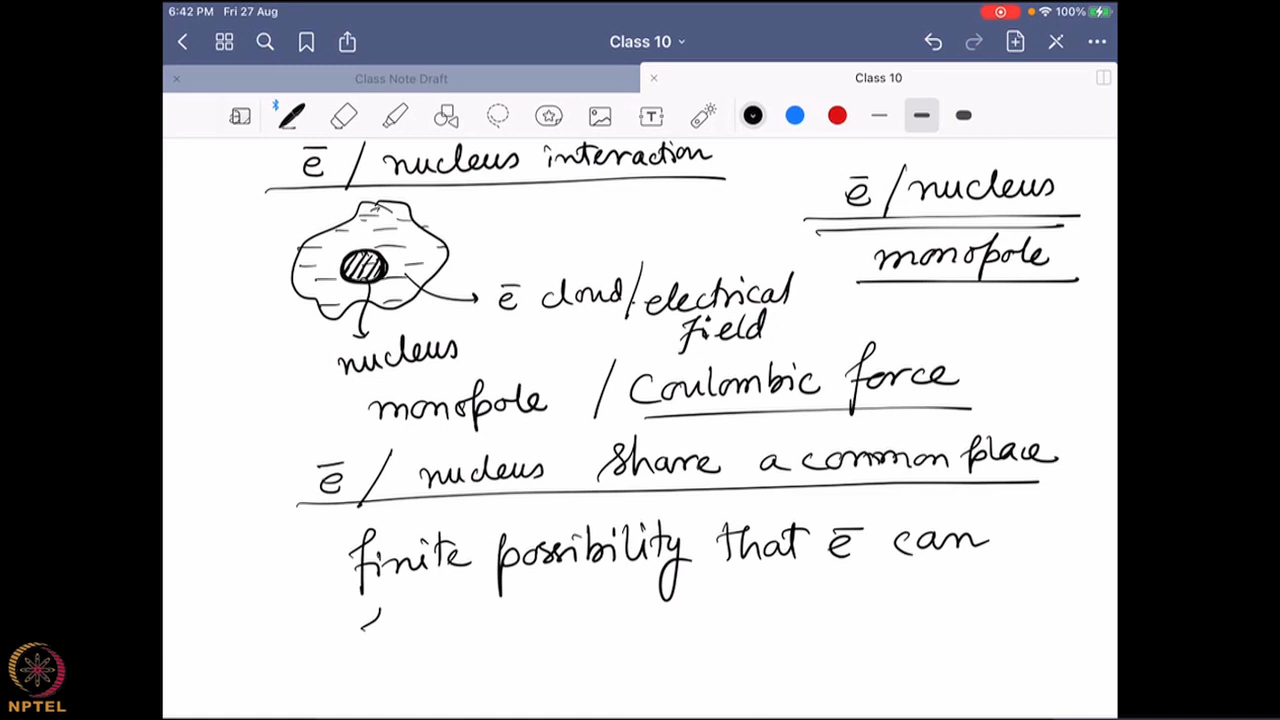 6:42 PM Fri 27 Aug
100%
Class 10
Class Note Draft
Class 10
T
ē / nucleus interaction
ē / nucleus
monopole
ē cloud / electrical
field
nucleus
monopole / Coulombic force
ē / nucleus share a common place
finite possibility that ē can
NPTEL